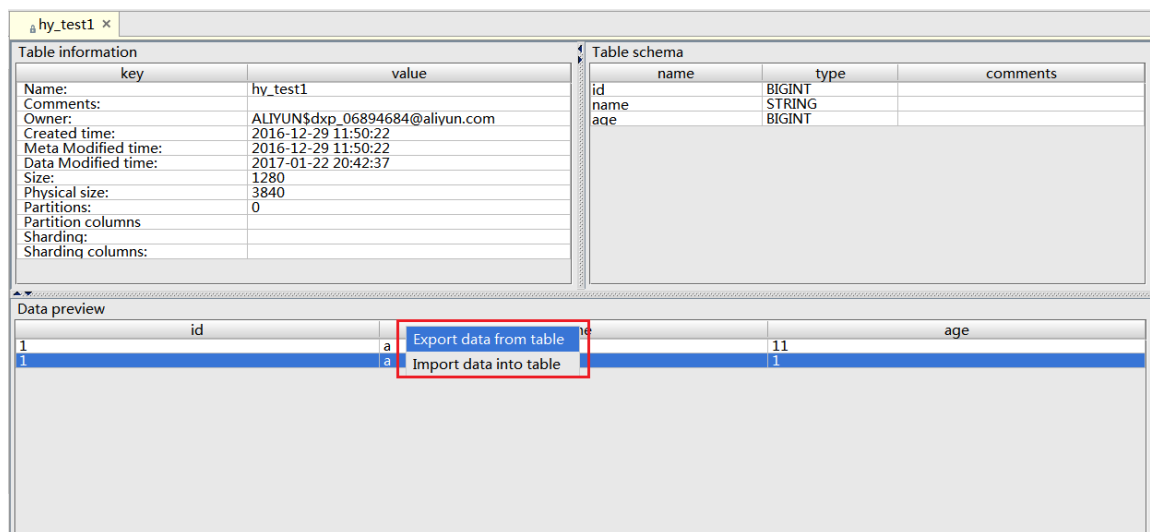 hy_test1 ×
Table information
key value
Name: hy_test1
Comments:
Owner: ALIYUN$dxp_06894684@aliyun.com
Created time: 2016-12-29 11:50:22
Meta Modified time: 2016-12-29 11:50:22
Data Modified time: 2017-01-22 20:42:37
Size: 1280
Physical size: 3840
Partitions: 0
Partition columns
Sharding:
Sharding columns:
Table schema
name type comments
id BIGINT
name STRING
age BIGINT
Data preview
id age
1 a 11
1 a 1
Export data from table
Import data into table